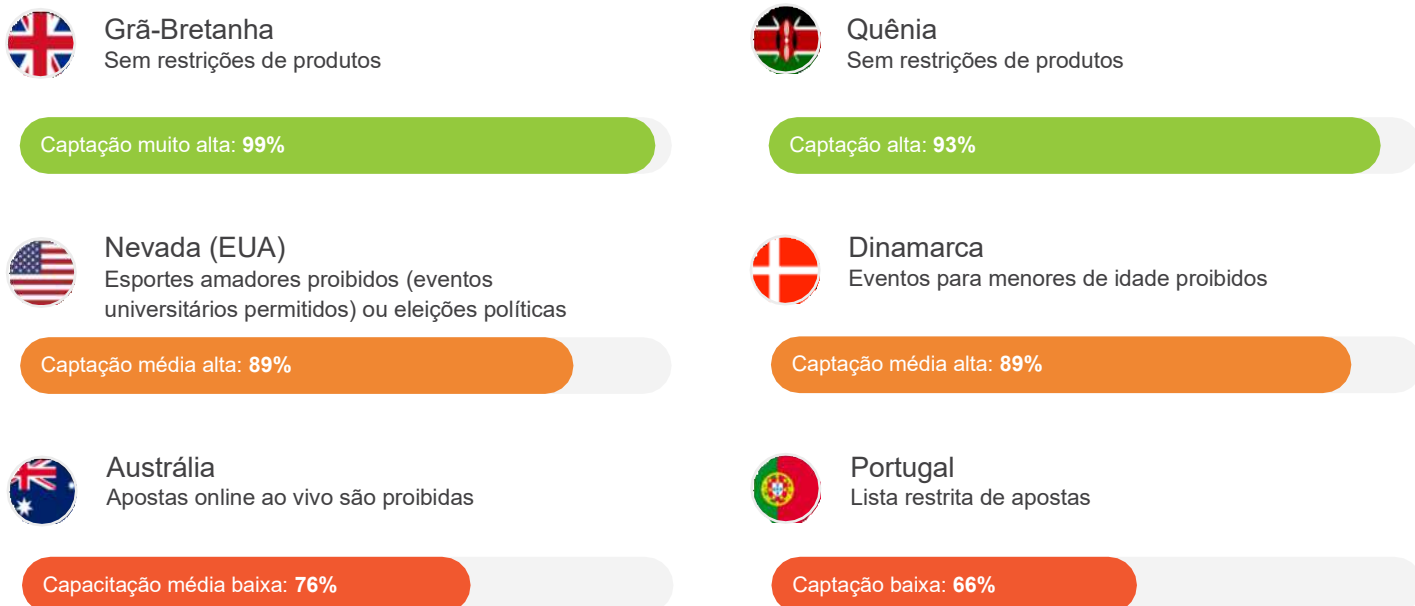 Grã-Bretanha
Sem restrições de produtos
Captação muito alta: 99%
Quênia
Sem restrições de produtos
Captação alta: 93%
Nevada (EUA)
Esportes amadores proibidos (eventos
universitários permitidos) ou eleições políticas
Captação média alta: 89%
Dinamarca
Eventos para menores de idade proibidos
Captação média alta: 89%
Austrália
Apostas online ao vivo são proibidas
Capacitação média baixa: 76%
Portugal
Lista restrita de apostas
Captação baixa: 66%